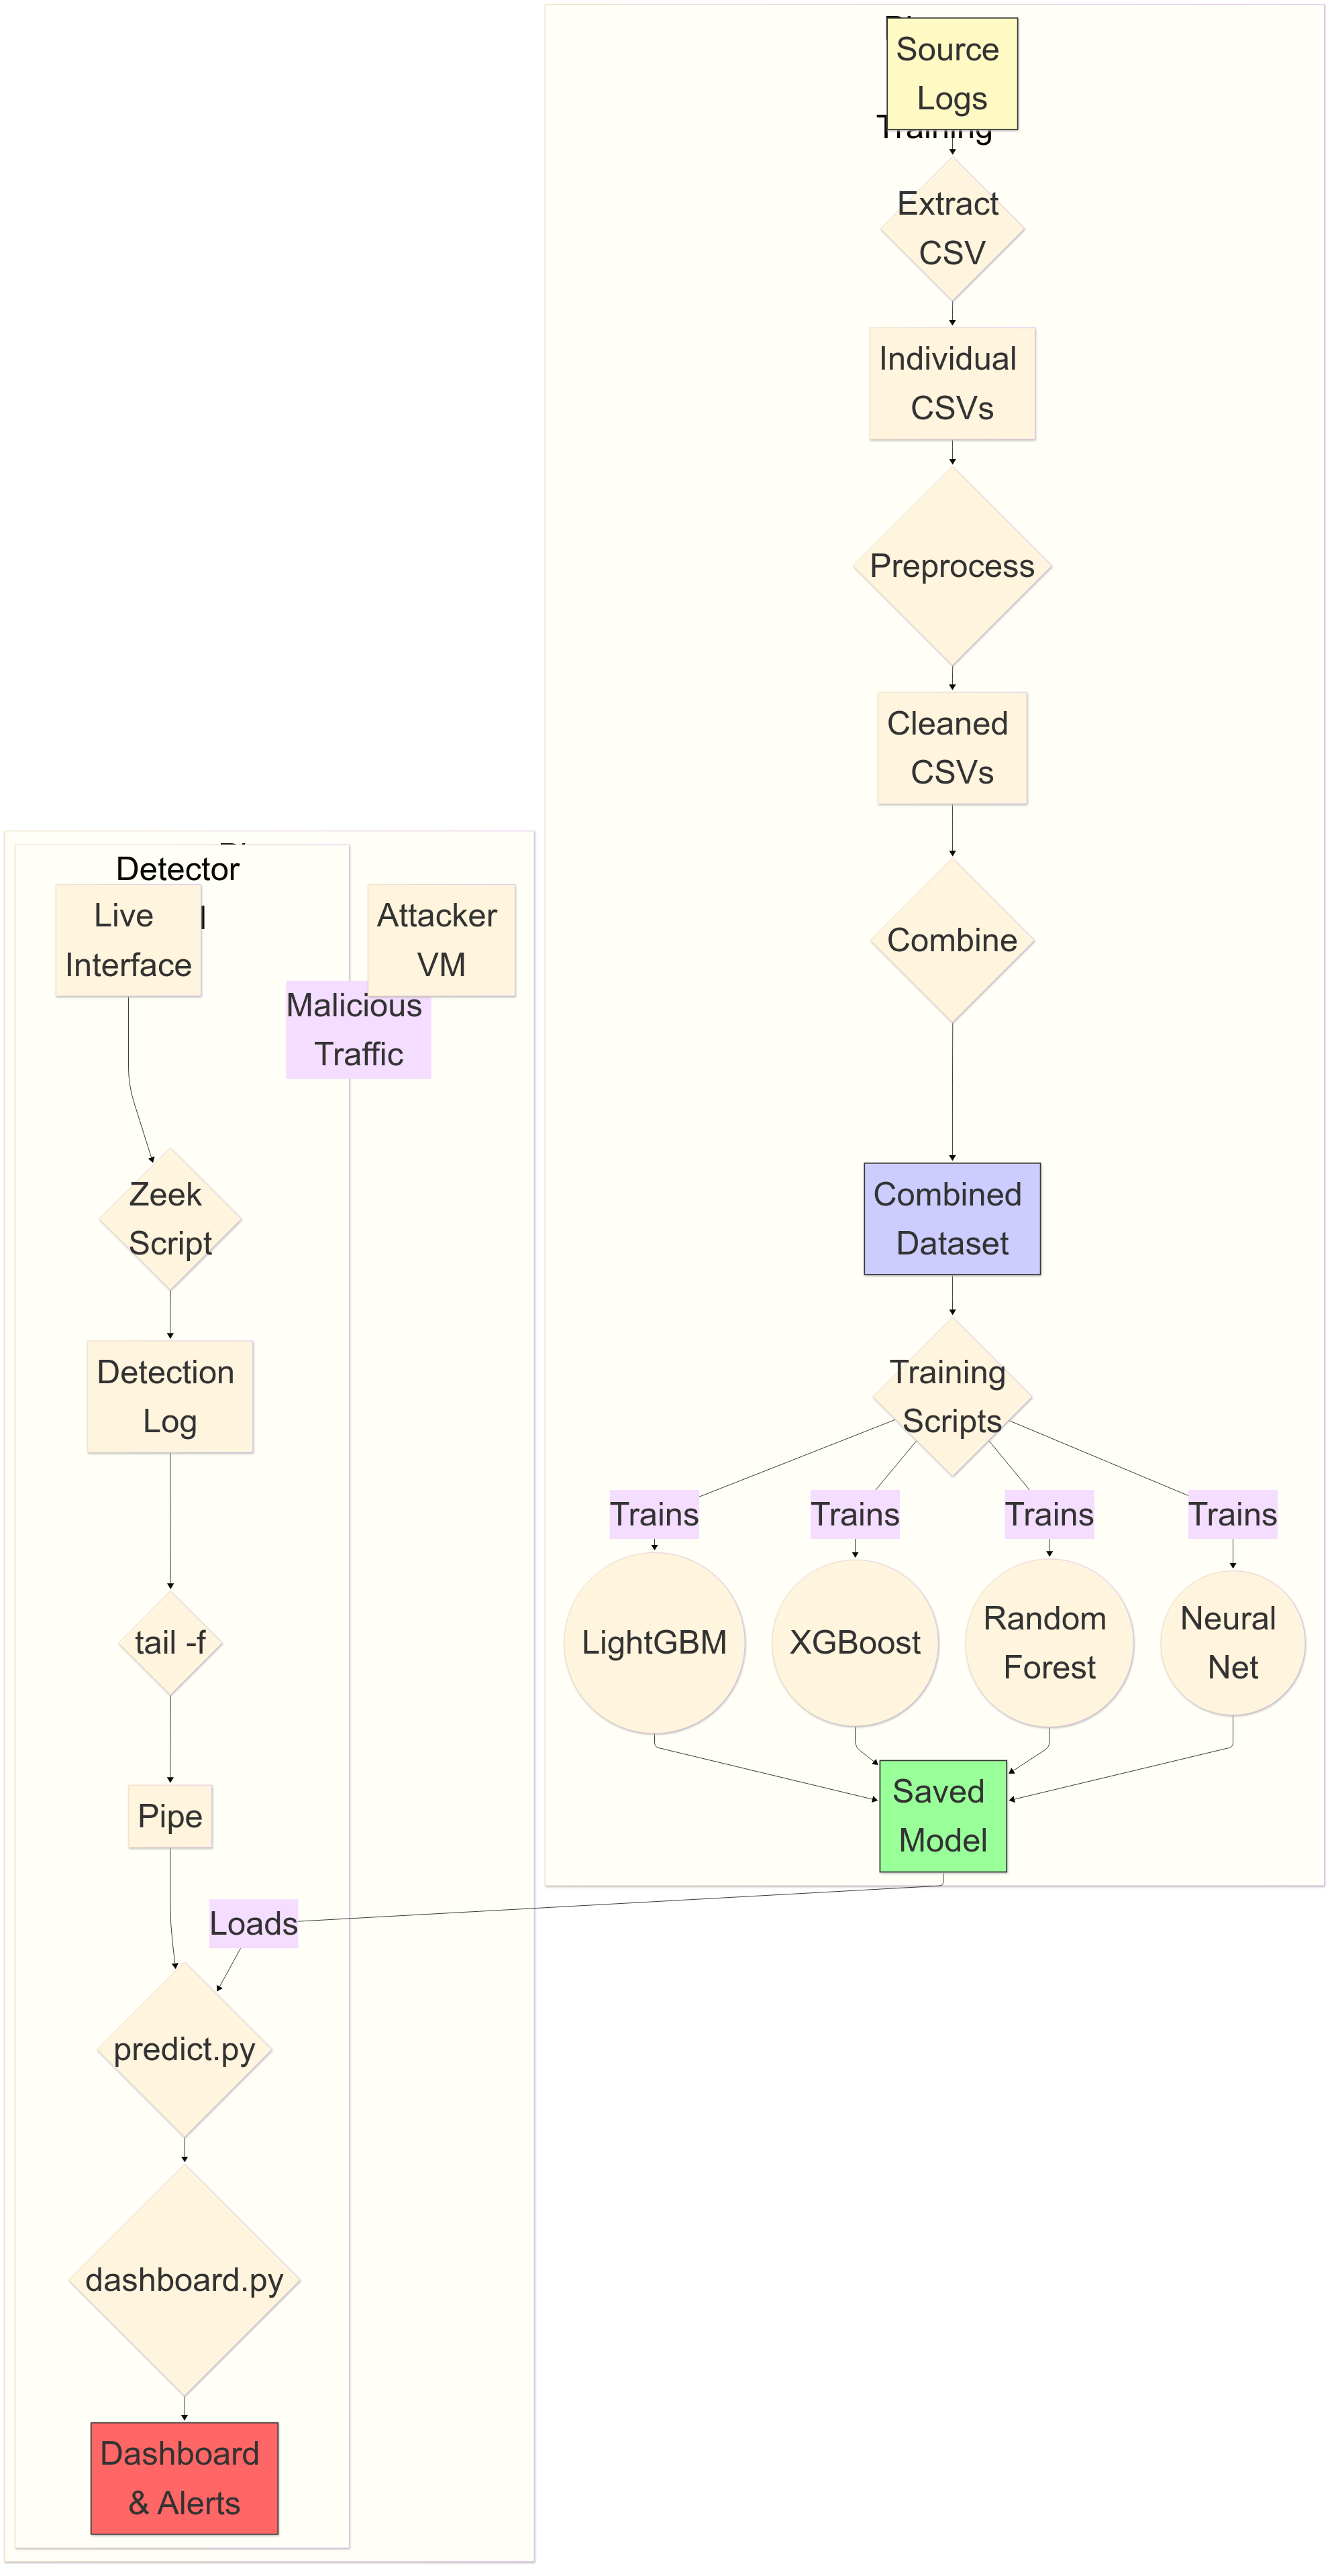 Source
Logs
Training
Extract
CSV
Individual
CSVs
Preprocess
Cleaned
CSVs
Combine
Combined
Dataset
Training
Scripts
Trains
Trains
Trains
Trains
LightGBM
XGBoost
Random
Forest
Neural
Net
Saved
Model
Detector
Live
Interface
Attacker
VM
Malicious
Traffic
Zeek
Script
Detection
Log
tail -f
Pipe
Loads
predict.py
dashboard.py
Dashboard
& Alerts